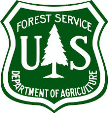 FOREST SERVICE
U S
DEPARTMENT OF AGRICULTURE